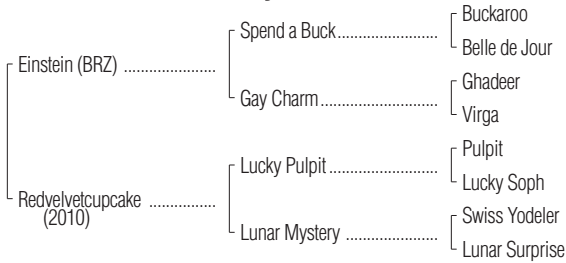 Buckaroo
Spend a Buck
Belle de Jour
Einstein (BRZ)
Ghadeer
Gay Charm
Virga
Pulpit
Lucky Pulpit
Lucky Soph
Redvelvetcupcake
(2010)
Swiss Yodeler
Lunar Mystery
Lunar Surprise